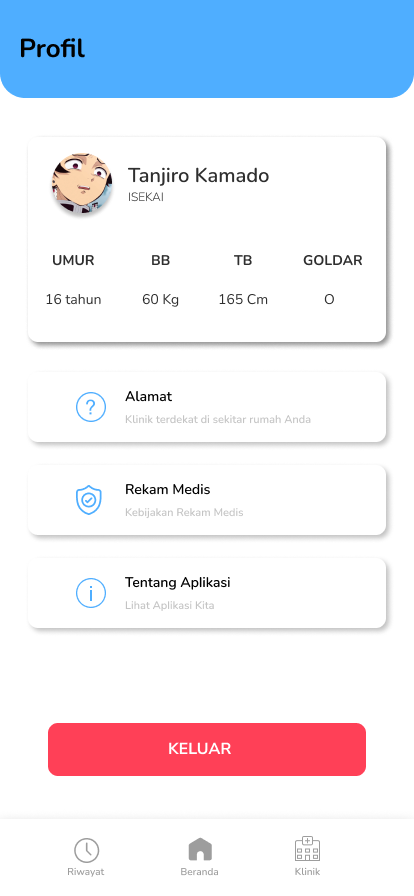 Profil
Tanjiro Kamado
ISEKAI
UMUR BB TB GOLDAR
16 tahun 60 Kg 165 Cm O
Alamat
Klinik terdekat di sekitar rumah Anda
Rekam Medis
Kebijakan Rekam Medis
Tentang Aplikasi
Lihat Aplikasi Kita
KELUAR
Riwayat Beranda Klinik